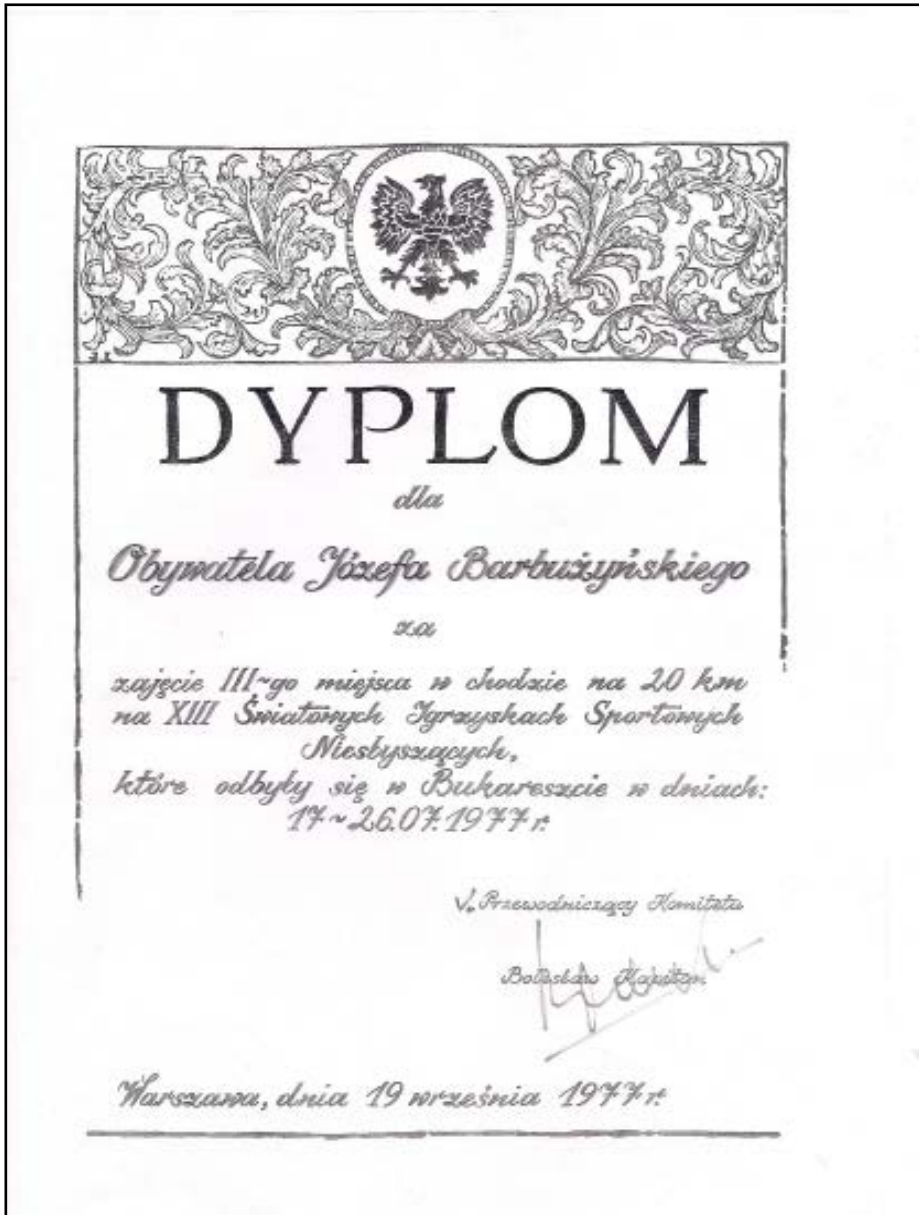 DYPLOM
dla
Obywatela Józefa Barbużyńskiego
za
zajęcie III~go miejsca w chodzie na 20 km
na XIII Światowych Igrzyskach Sportowych
Niesłyszących,
które odbyły się w Bukareszcie w dniach:
17~26.07.1977 r.
V. Przewodniczący Komitetu
Bolesław Kapitan
Warszawa, dnia 19 września 1977 r.